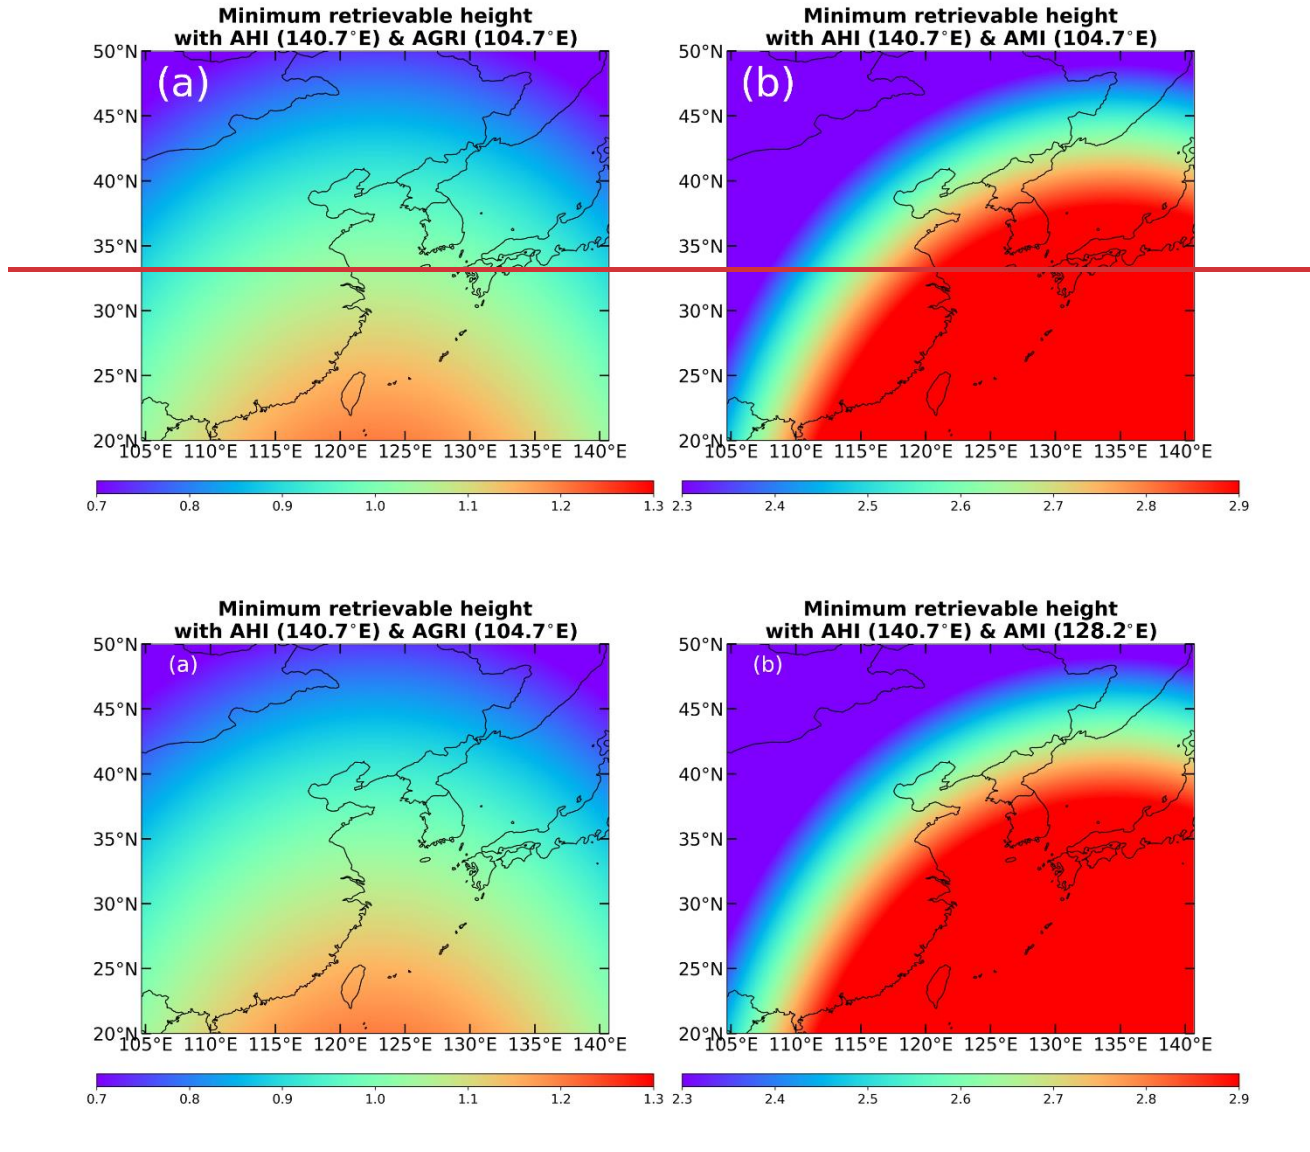 Minimum retrievable height
with AHI (140.7°E) & AGRI (104.7°E)
(a)
50°N
45°N
40°N
35°N
30°N
25°N
20°N
105°E 110°E 115°E 120°E 125°E 130°E 135°E 140°E
0.7 0.8 0.9 1.0 1.1 1.2 1.3
Minimum retrievable height
with AHI (140.7°E) & AMI (104.7°E)
(b)
50°N
45°N
40°N
35°N
30°N
25°N
20°N
105°E 110°E 115°E 120°E 125°E 130°E 135°E 140°E
2.3 2.4 2.5 2.6 2.7 2.8 2.9
Minimum retrievable height
with AHI (140.7°E) & AGRI (104.7°E)
(a)
50°N
45°N
40°N
35°N
30°N
25°N
20°N
105°E 110°E 115°E 120°E 125°E 130°E 135°E 140°E
0.7 0.8 0.9 1.0 1.1 1.2 1.3
Minimum retrievable height
with AHI (140.7°E) & AMI (128.2°E)
(b)
50°N
45°N
40°N
35°N
30°N
25°N
20°N
105°E 110°E 115°E 120°E 125°E 130°E 135°E 140°E
2.3 2.4 2.5 2.6 2.7 2.8 2.9